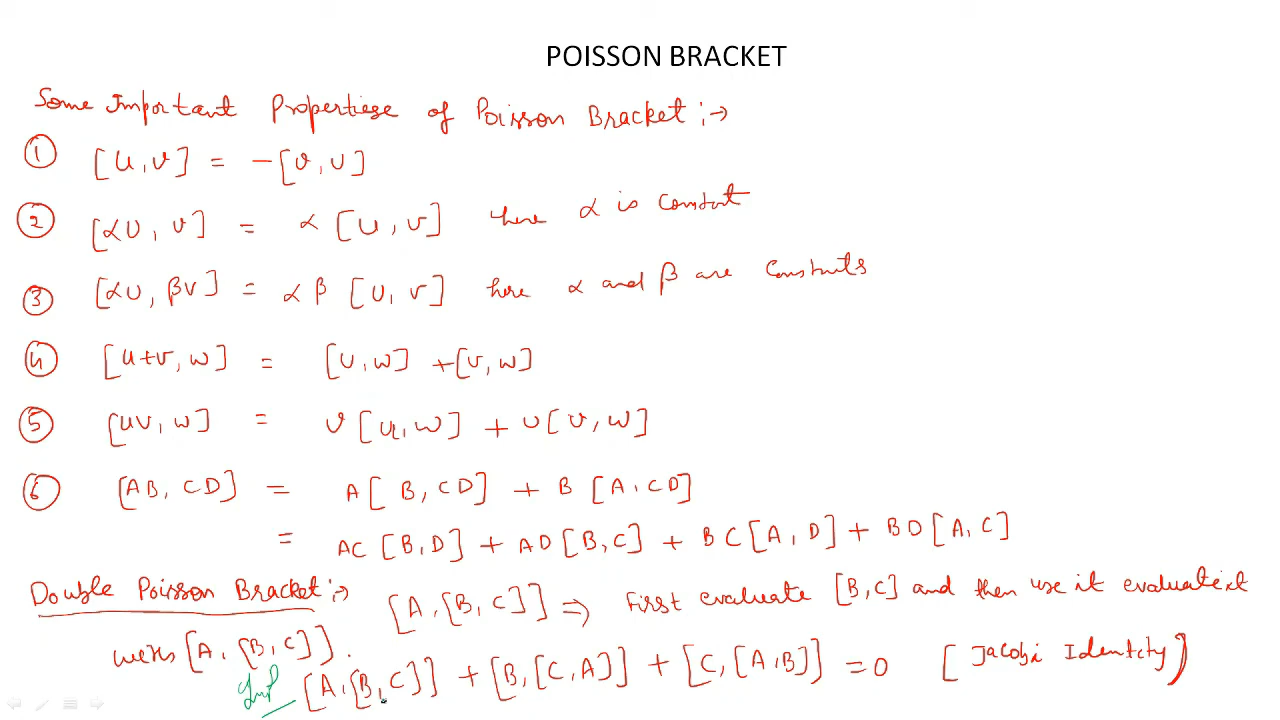 POISSON BRACKET
Some Important Propertiese of Poisson Bracket :→
① [u, v] = -[v, u]
② [αu, v] = α [u, v] here α is constant
③ [αu, βv] = α β [u, v] here α and β are constants
④ [u+v, w] = [u, w] + [v, w]
⑤ [uv, w] = v [u, w] + u [v, w]
⑥ [AB, CD] = A [B, CD] + B [A, CD]
= AC [B, D] + AD [B, C] + BC [A, D] + BD [A, C]
Double Poisson Bracket :→ [A, [B, C]] ⇒ First evaluate [B, C] and then use it evaluate it
with [A, [B, C]].
Imp [A, [B, C]] + [B, [C, A]] + [C, [A, B]] = 0 [Jacobi Identity)